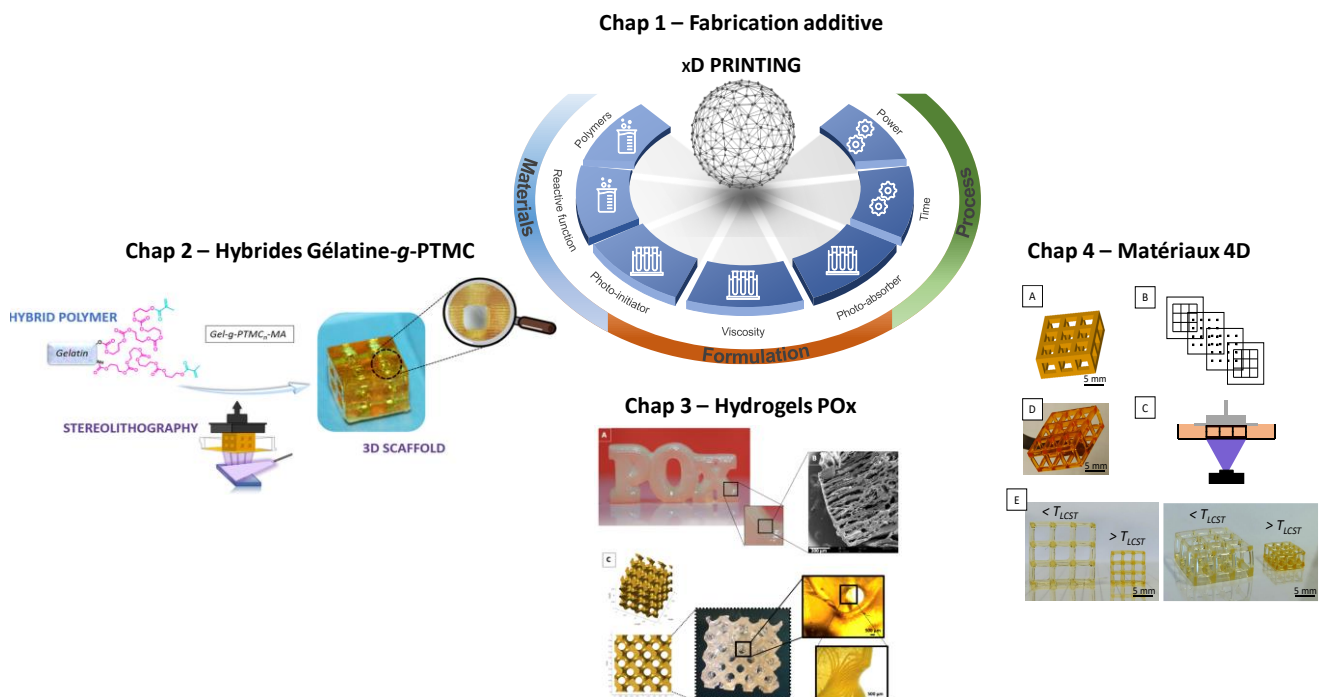 Chap 1 – Fabrication additive
xD PRINTING
Materials
Polymers
Reactive function
Photo-initiator
Viscosity
Photo-absorber
Time
Power
Process
Formulation
Chap 2 – Hybrides Gélatine-g-PTMC
HYBRID POLYMER
Gelatin
Gel-g-PTMCn-MA
STEREOLITHOGRAPHY
3D SCAFFOLD
Chap 3 – Hydrogels POx
A
POx
B
C
500 µm
Chap 4 – Matériaux 4D
A
5 mm
B
D
5 mm
C
E
< TLCST
> TLCST
5 mm
< TLCST
> TLCST
5 mm